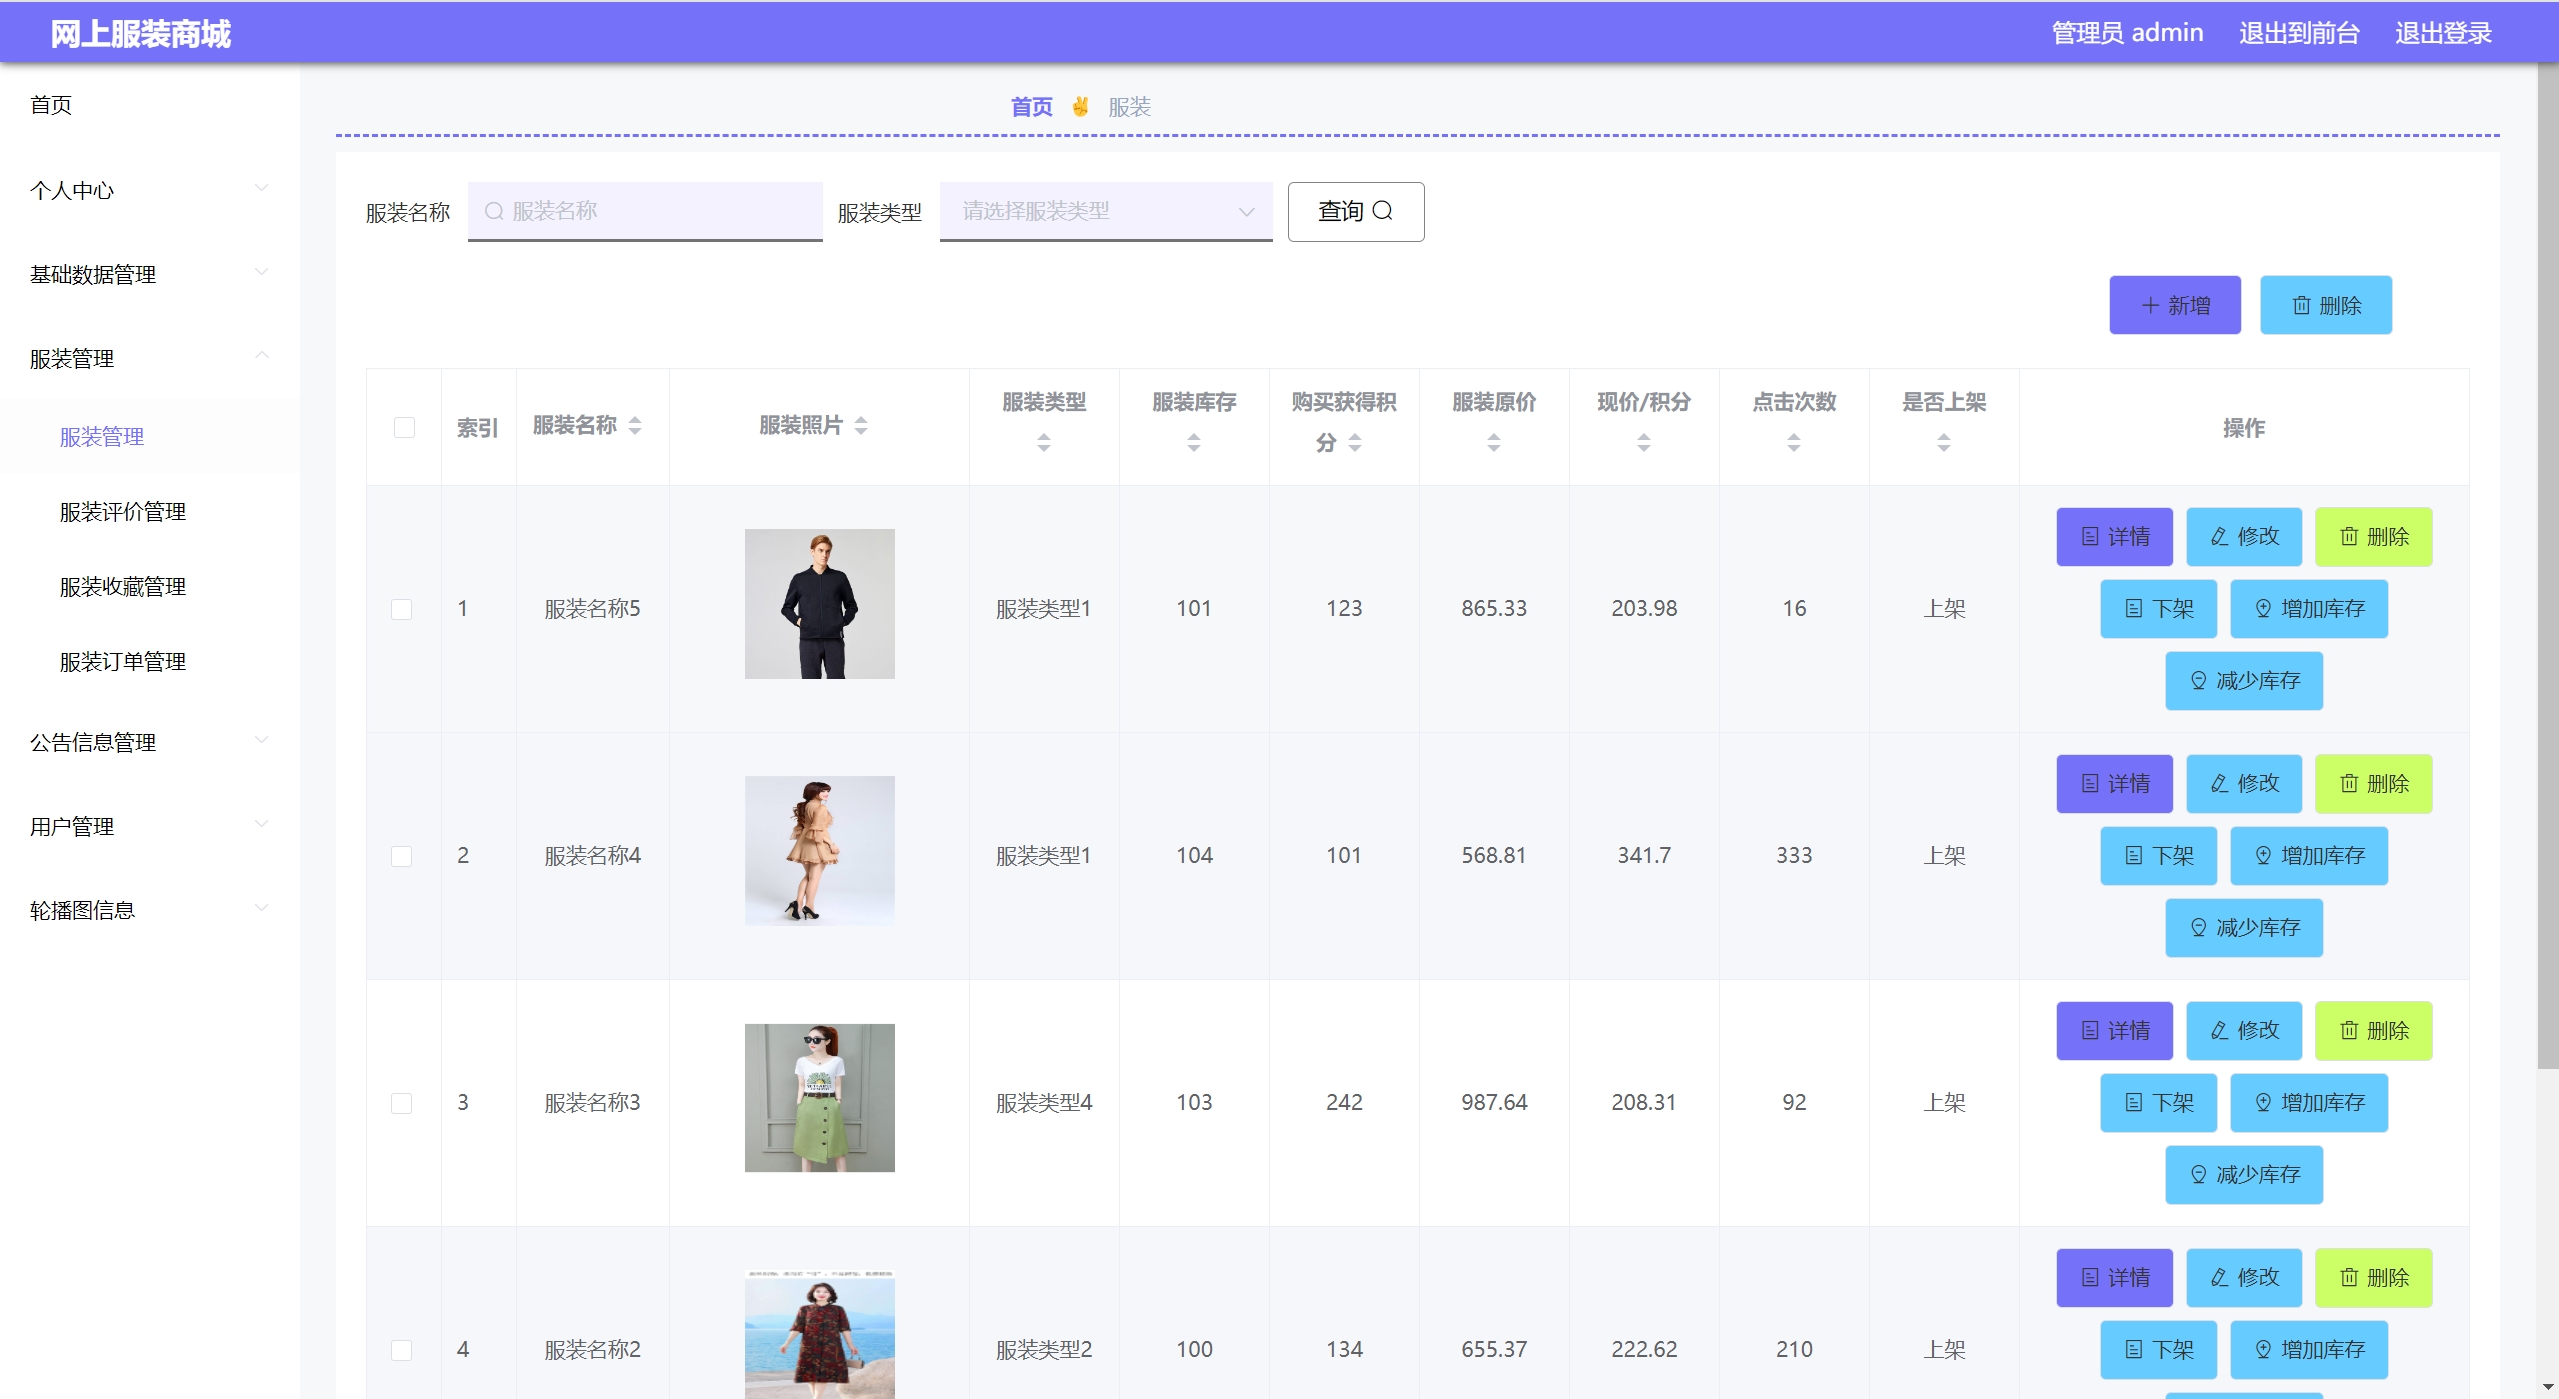 网上服装商城
管理员 admin 退出到前台 退出登录
首页
个人中心
基础数据管理
服装管理
服装管理
服装评价管理
服装收藏管理
服装订单管理
公告信息管理
用户管理
轮播图信息
首页 ✌ 服装
服装名称 服装名称 服装类型 请选择服装类型 查询
新增 删除
索引 服装名称 服装照片 服装类型 服装库存 购买获得积分 服装原价 现价/积分 点击次数 是否上架 操作
1 服装名称5 服装类型1 101 123 865.33 203.98 16 上架
详情 修改 删除
下架 增加库存
减少库存
2 服装名称4 服装类型1 104 101 568.81 341.7 333 上架
详情 修改 删除
下架 增加库存
减少库存
3 服装名称3 服装类型4 103 242 987.64 208.31 92 上架
详情 修改 删除
下架 增加库存
减少库存
4 服装名称2 服装类型2 100 134 655.37 222.62 210 上架
详情 修改 删除
下架 增加库存